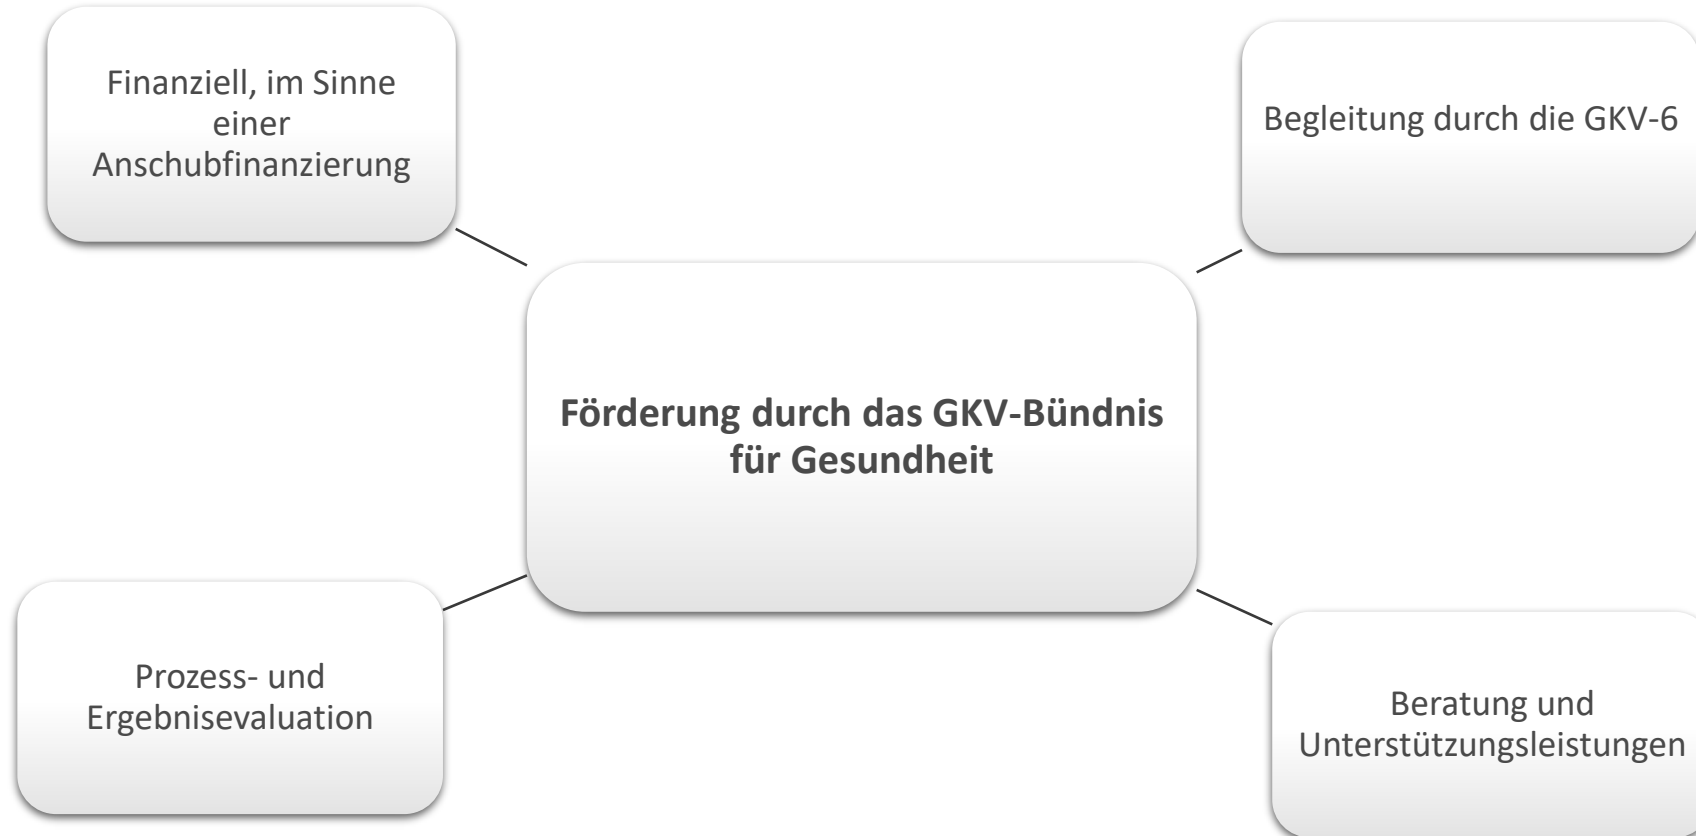 Finanziell, im Sinne
einer
Anschubfinanzierung
Begleitung durch die GKV-6
Förderung durch das GKV-Bündnis
für Gesundheit
Prozess- und
Ergebnisevaluation
Beratung und
Unterstützungsleistungen